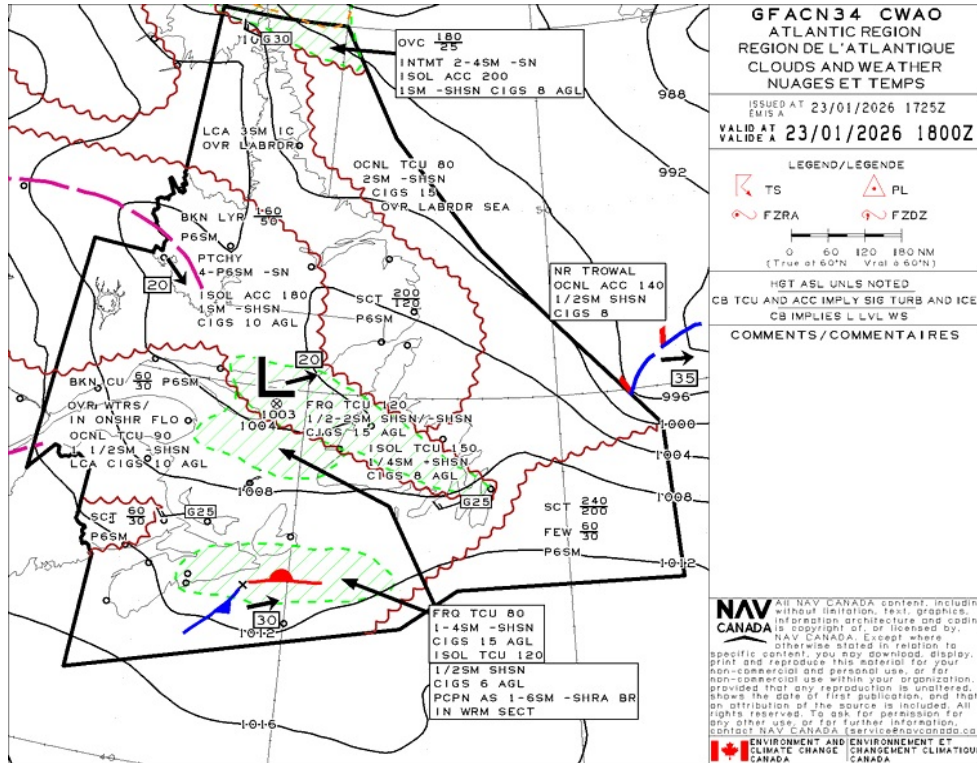 GFACN34 CWAO
ATLANTIC REGION
REGION DE L'ATLANTIQUE
CLOUDS AND WEATHER
NUAGES ET TEMPS
ISSUED AT
EMIS A
23/01/2026 1725Z
VALID AT
VALIDE A
23/01/2026 1800Z
LEGEND/LEGENDE
TS
PL
FZRA
FZDZ
0 60 120 180 NM
(True at 60°N Vrai à 60°N)
HGT ASL UNLS NOTED
CB TCU AND ACC IMPLY SIG TURB AND ICE
CB IMPLIES L LVL WS
COMMENTS/COMMENTAIRES
G30
OVC 180/25
INTMT 2-4SM -SN
ISOL ACC 200
1SM -SHSN CIGS 8 AGL
988
992
LCA 3SM IC
OVR LABRDR
OCNL TCU 80
2SM -SHSN
CIGS 15
OVR LABRDR SEA
50
BKN LYR 160/50
P6SM
PTCHY
4-P6SM -SN
ISOL ACC 180
1SM -SHSN
CIGS 10 AGL
20
NR TROWAL
OCNL ACC 140
1/2SM SHSN
CIGS 8
SCT 200/120
P6SM
20
35
996
L
1003
1004
BKN CU 60/30 P6SM
OVR WTRS/
IN ONSHR FLO
OCNL TCU 90
1 1/2SM -SHSN
LCA CIGS 10 AGL
FRQ TCU 120
1/2-2SM SHSN/-SHSN
CIGS 15 AGL
ISOL TCU 150
1/4SM -SHSN
CIGS 8 AGL
1000
1004
1008
1008
G25
G25
SCT 60/30
P6SM
SCT 240/200
FEW 60/30
P6SM
1012
30
1012
FRQ TCU 80
1-4SM -SHSN
CIGS 15 AGL
ISOL TCU 120
1/2SM SHSN
CIGS 6 AGL
PCPN AS 1-6SM -SHRA BR
IN WRM SECT
1016
40
NAV
CANADA
All NAV CANADA content, including
without limitation, text, graphics,
information architecture and coding
is copyright of, or licensed by,
NAV CANADA. Except where
otherwise stated in relation to
specific content, you may download, display,
print and reproduce this material for your
non-commercial and personal use, or for
non-commercial use within your organization,
provided that any reproduction is unaltered,
shows the date of first publication, and that
an attribution of the source is included. All
rights reserved. To ask for permission for
any other use, or for further information,
contact NAV CANADA (service@navcanada.ca
ENVIRONMENT AND
CLIMATE CHANGE
CANADA
ENVIRONNEMENT ET
CHANGEMENT CLIMATIQUE
CANADA